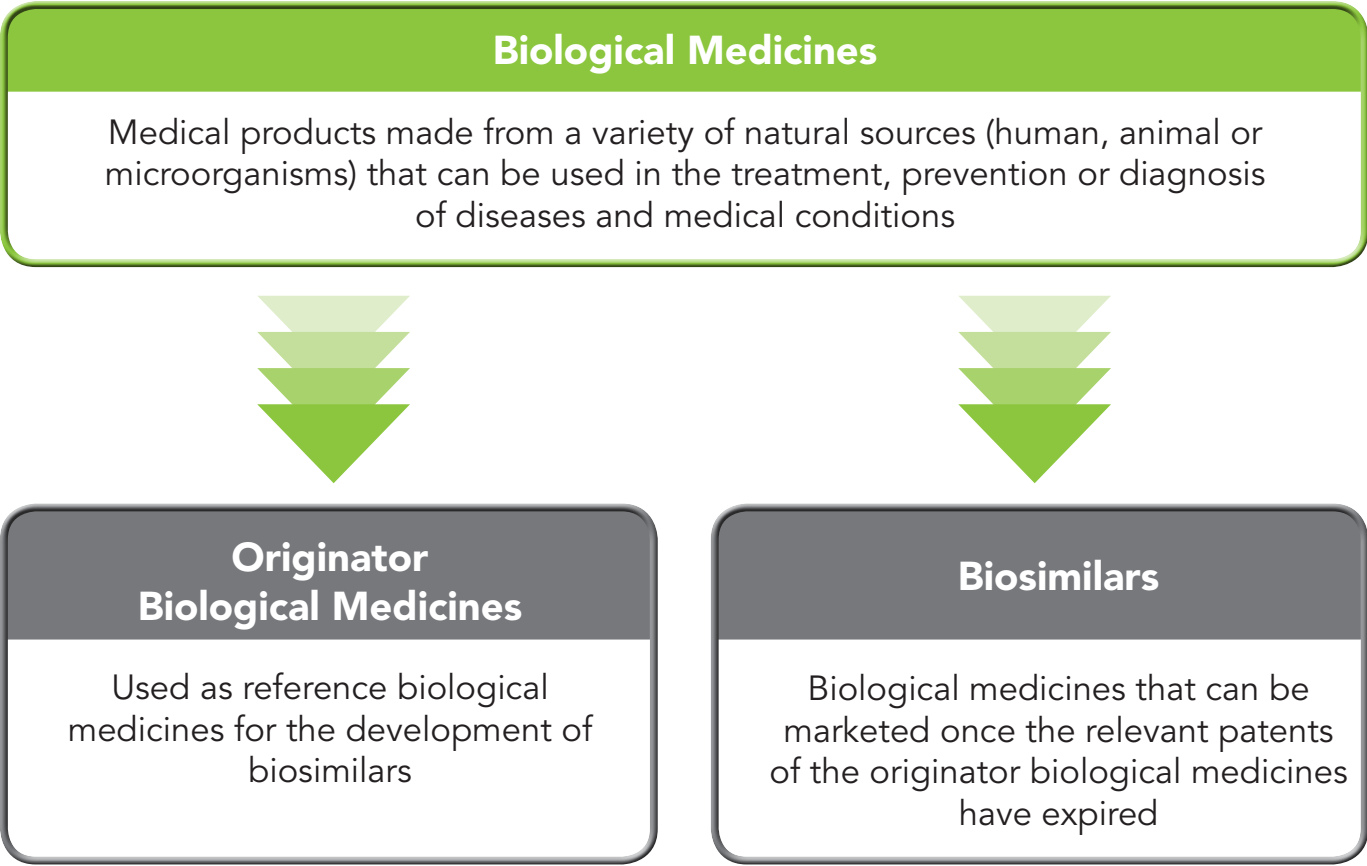 Biological Medicines
Medical products made from a variety of natural sources (human, animal or
microorganisms) that can be used in the treatment, prevention or diagnosis
of diseases and medical conditions
Originator
Biological Medicines
Used as reference biological
medicines for the development of
biosimilars
Biosimilars
Biological medicines that can be
marketed once the relevant patents
of the originator biological medicines
have expired